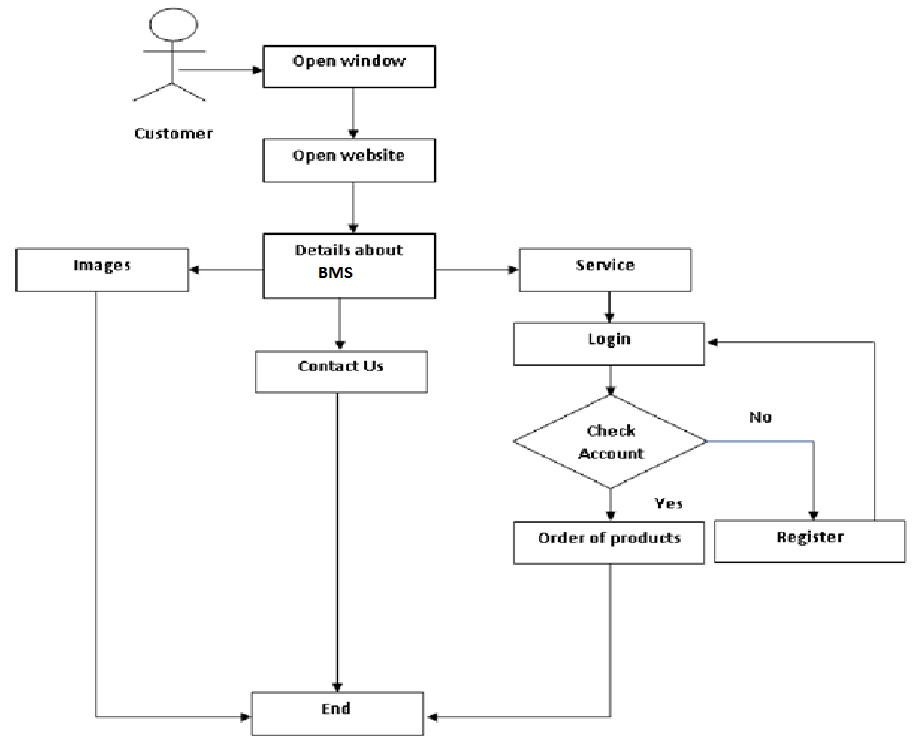 Open window
Customer
Open website
Details about
BMS
Images
Service
Login
Contact Us
No
Check
Account
Yes
Order of products
Register
End